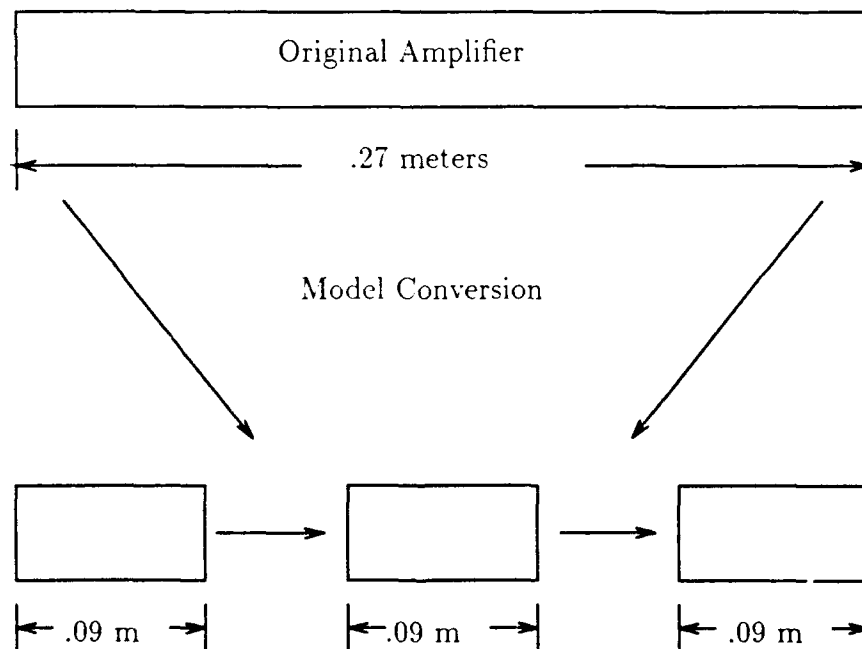 Original Amplifier
.27 meters
Model Conversion
.09 m .09 m .09 m